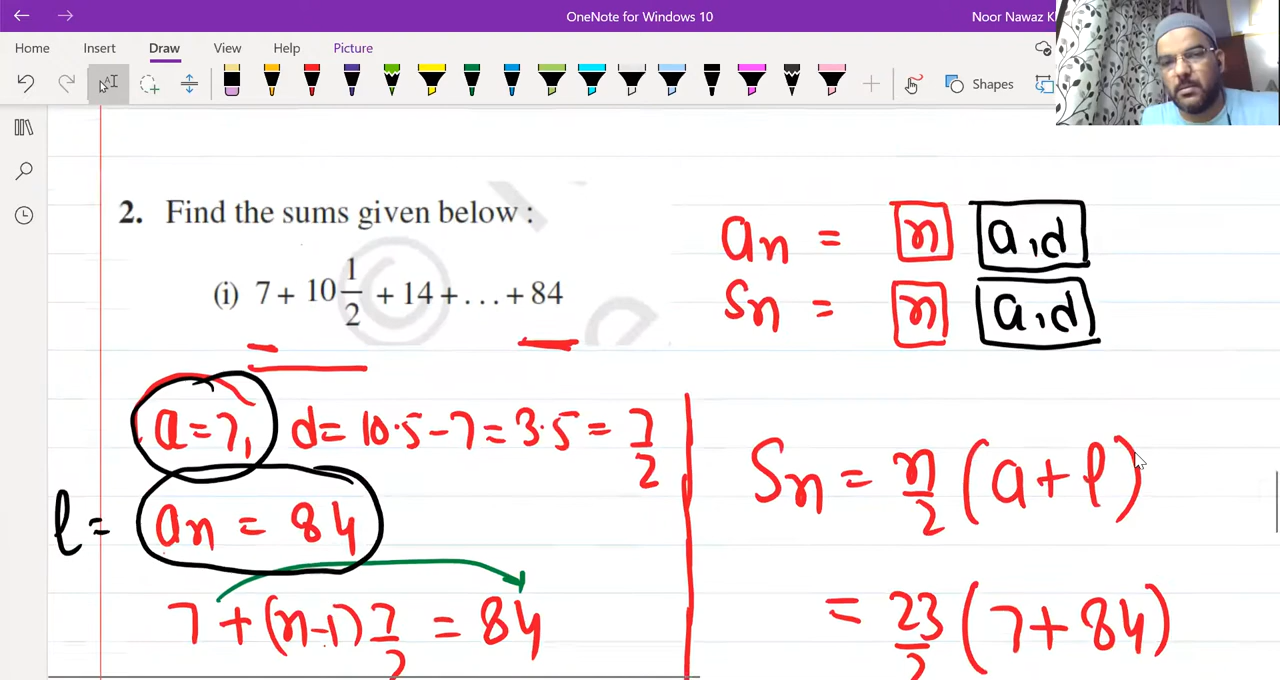 OneNote for Windows 10
Noor Nawaz K
Home Insert Draw View Help Picture
Shapes
2. Find the sums given below :
(i) 7 + 10 1/2 + 14 + . . . + 84
an = n a,d
Sn = n a,d
a=7, d= 10.5-7=3.5= 7/2
l= an = 84
7+(n-1)7/2 = 84
Sn = n/2 (a+l)
= 23/2 (7+84)